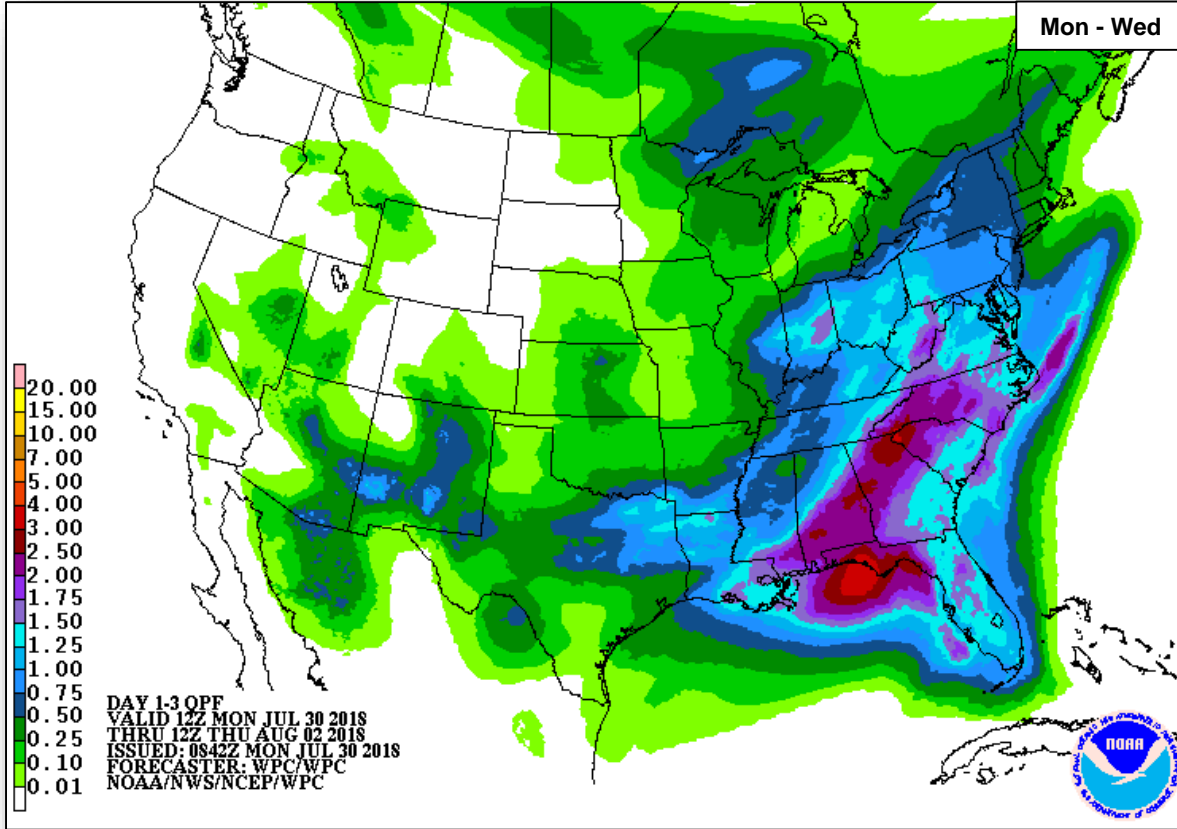 Mon - Wed
20.00
15.00
10.00
7.00
5.00
4.00
3.00
2.50
2.00
1.75
1.50
1.25
1.00
0.75
0.50
0.25
0.10
0.01
DAY 1-3 QPF
VALID 12Z MON JUL 30 2018
THRU 12Z THU AUG 02 2018
ISSUED: 0842Z MON JUL 30 2018
FORECASTER: WPC/WPC
NOAA/NWS/NCEP/WPC
NOAA